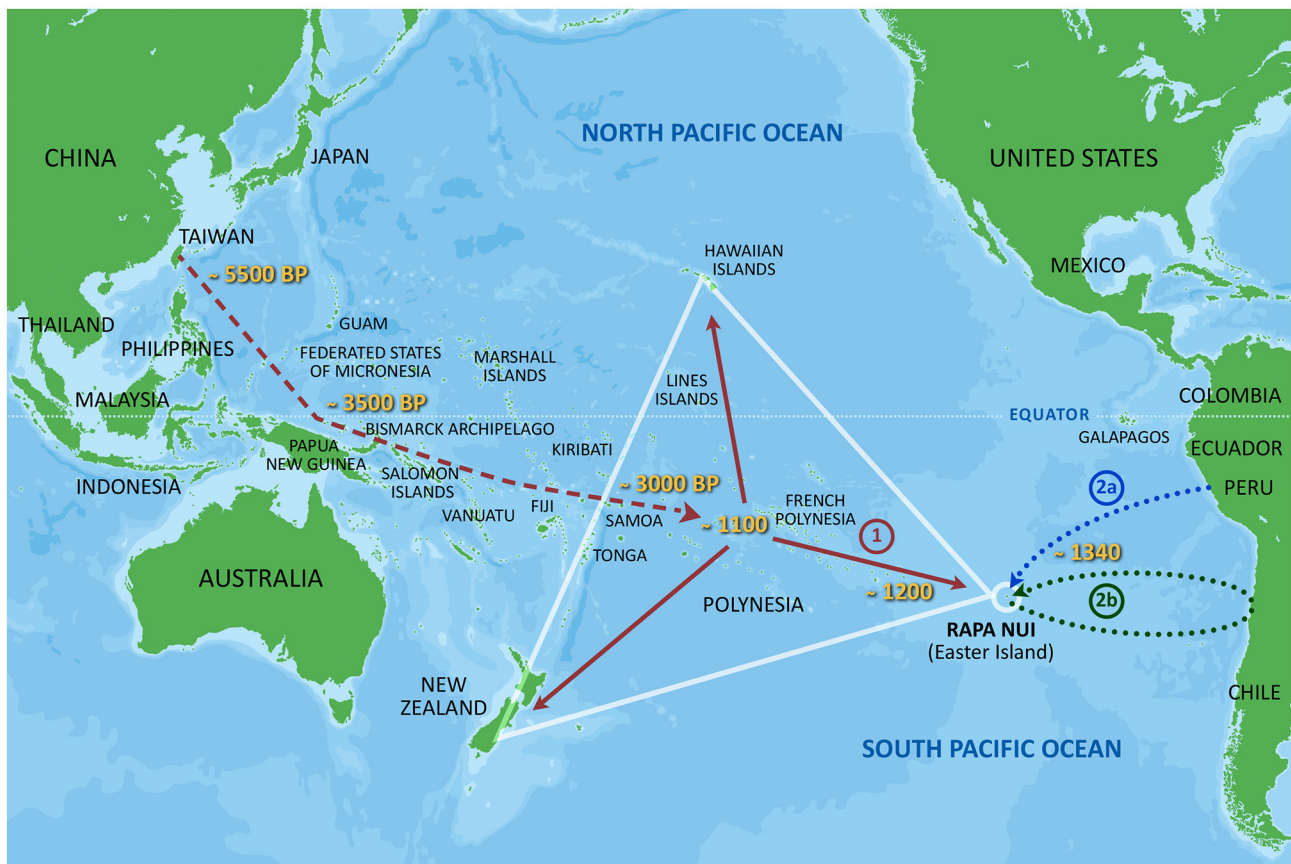 NORTH PACIFIC OCEAN
CHINA
JAPAN
UNITED STATES
TAIWAN
HAWAIIAN
ISLANDS
MEXICO
~ 5500 BP
THAILAND
GUAM
PHILIPPINES
FEDERATED STATES
OF MICRONESIA
MARSHALL
ISLANDS
LINES
ISLANDS
MALAYSIA
~ 3500 BP
COLOMBIA
EQUATOR
BISMARCK ARCHIPELAGO
GALAPAGOS
PAPUA
NEW GUINEA
KIRIBATI
ECUADOR
INDONESIA
SALOMON
ISLANDS
~ 3000 BP
2a
PERU
FIJI
VANUATU
SAMOA
FRENCH
POLYNESIA
~ 1100
1
TONGA
~ 1340
AUSTRALIA
~ 1200
POLYNESIA
2b
RAPA NUI
(Easter Island)
NEW
ZEALAND
CHILE
SOUTH PACIFIC OCEAN